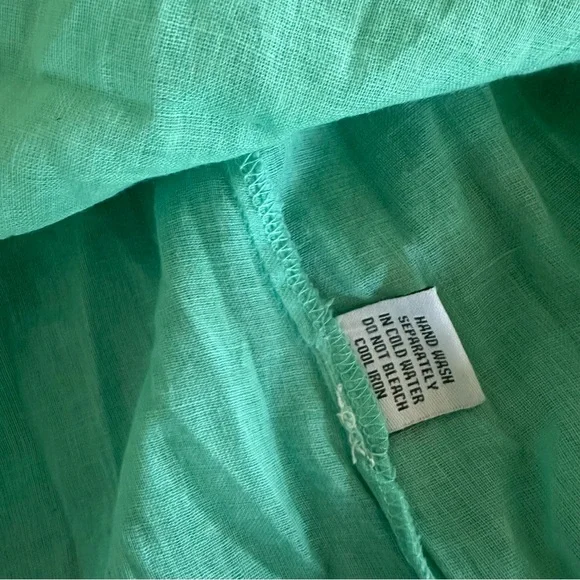 HAND WASH
SEPARATELY
IN COLD WATER
DO NOT BLEACH
COOL IRON